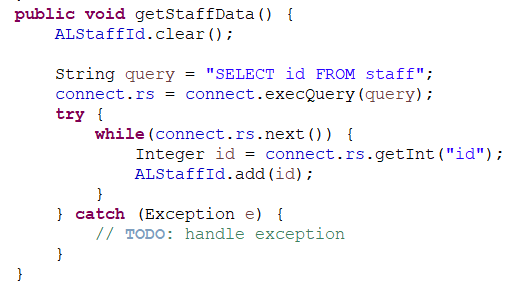 public void getStaffData() {
    ALStaffId.clear();

    String query = "SELECT id FROM staff";
    connect.rs = connect.execQuery(query);
    try {
        while(connect.rs.next()) {
            Integer id = connect.rs.getInt("id");
            ALStaffId.add(id);
        }
    } catch (Exception e) {
        // TODO: handle exception
    }
}